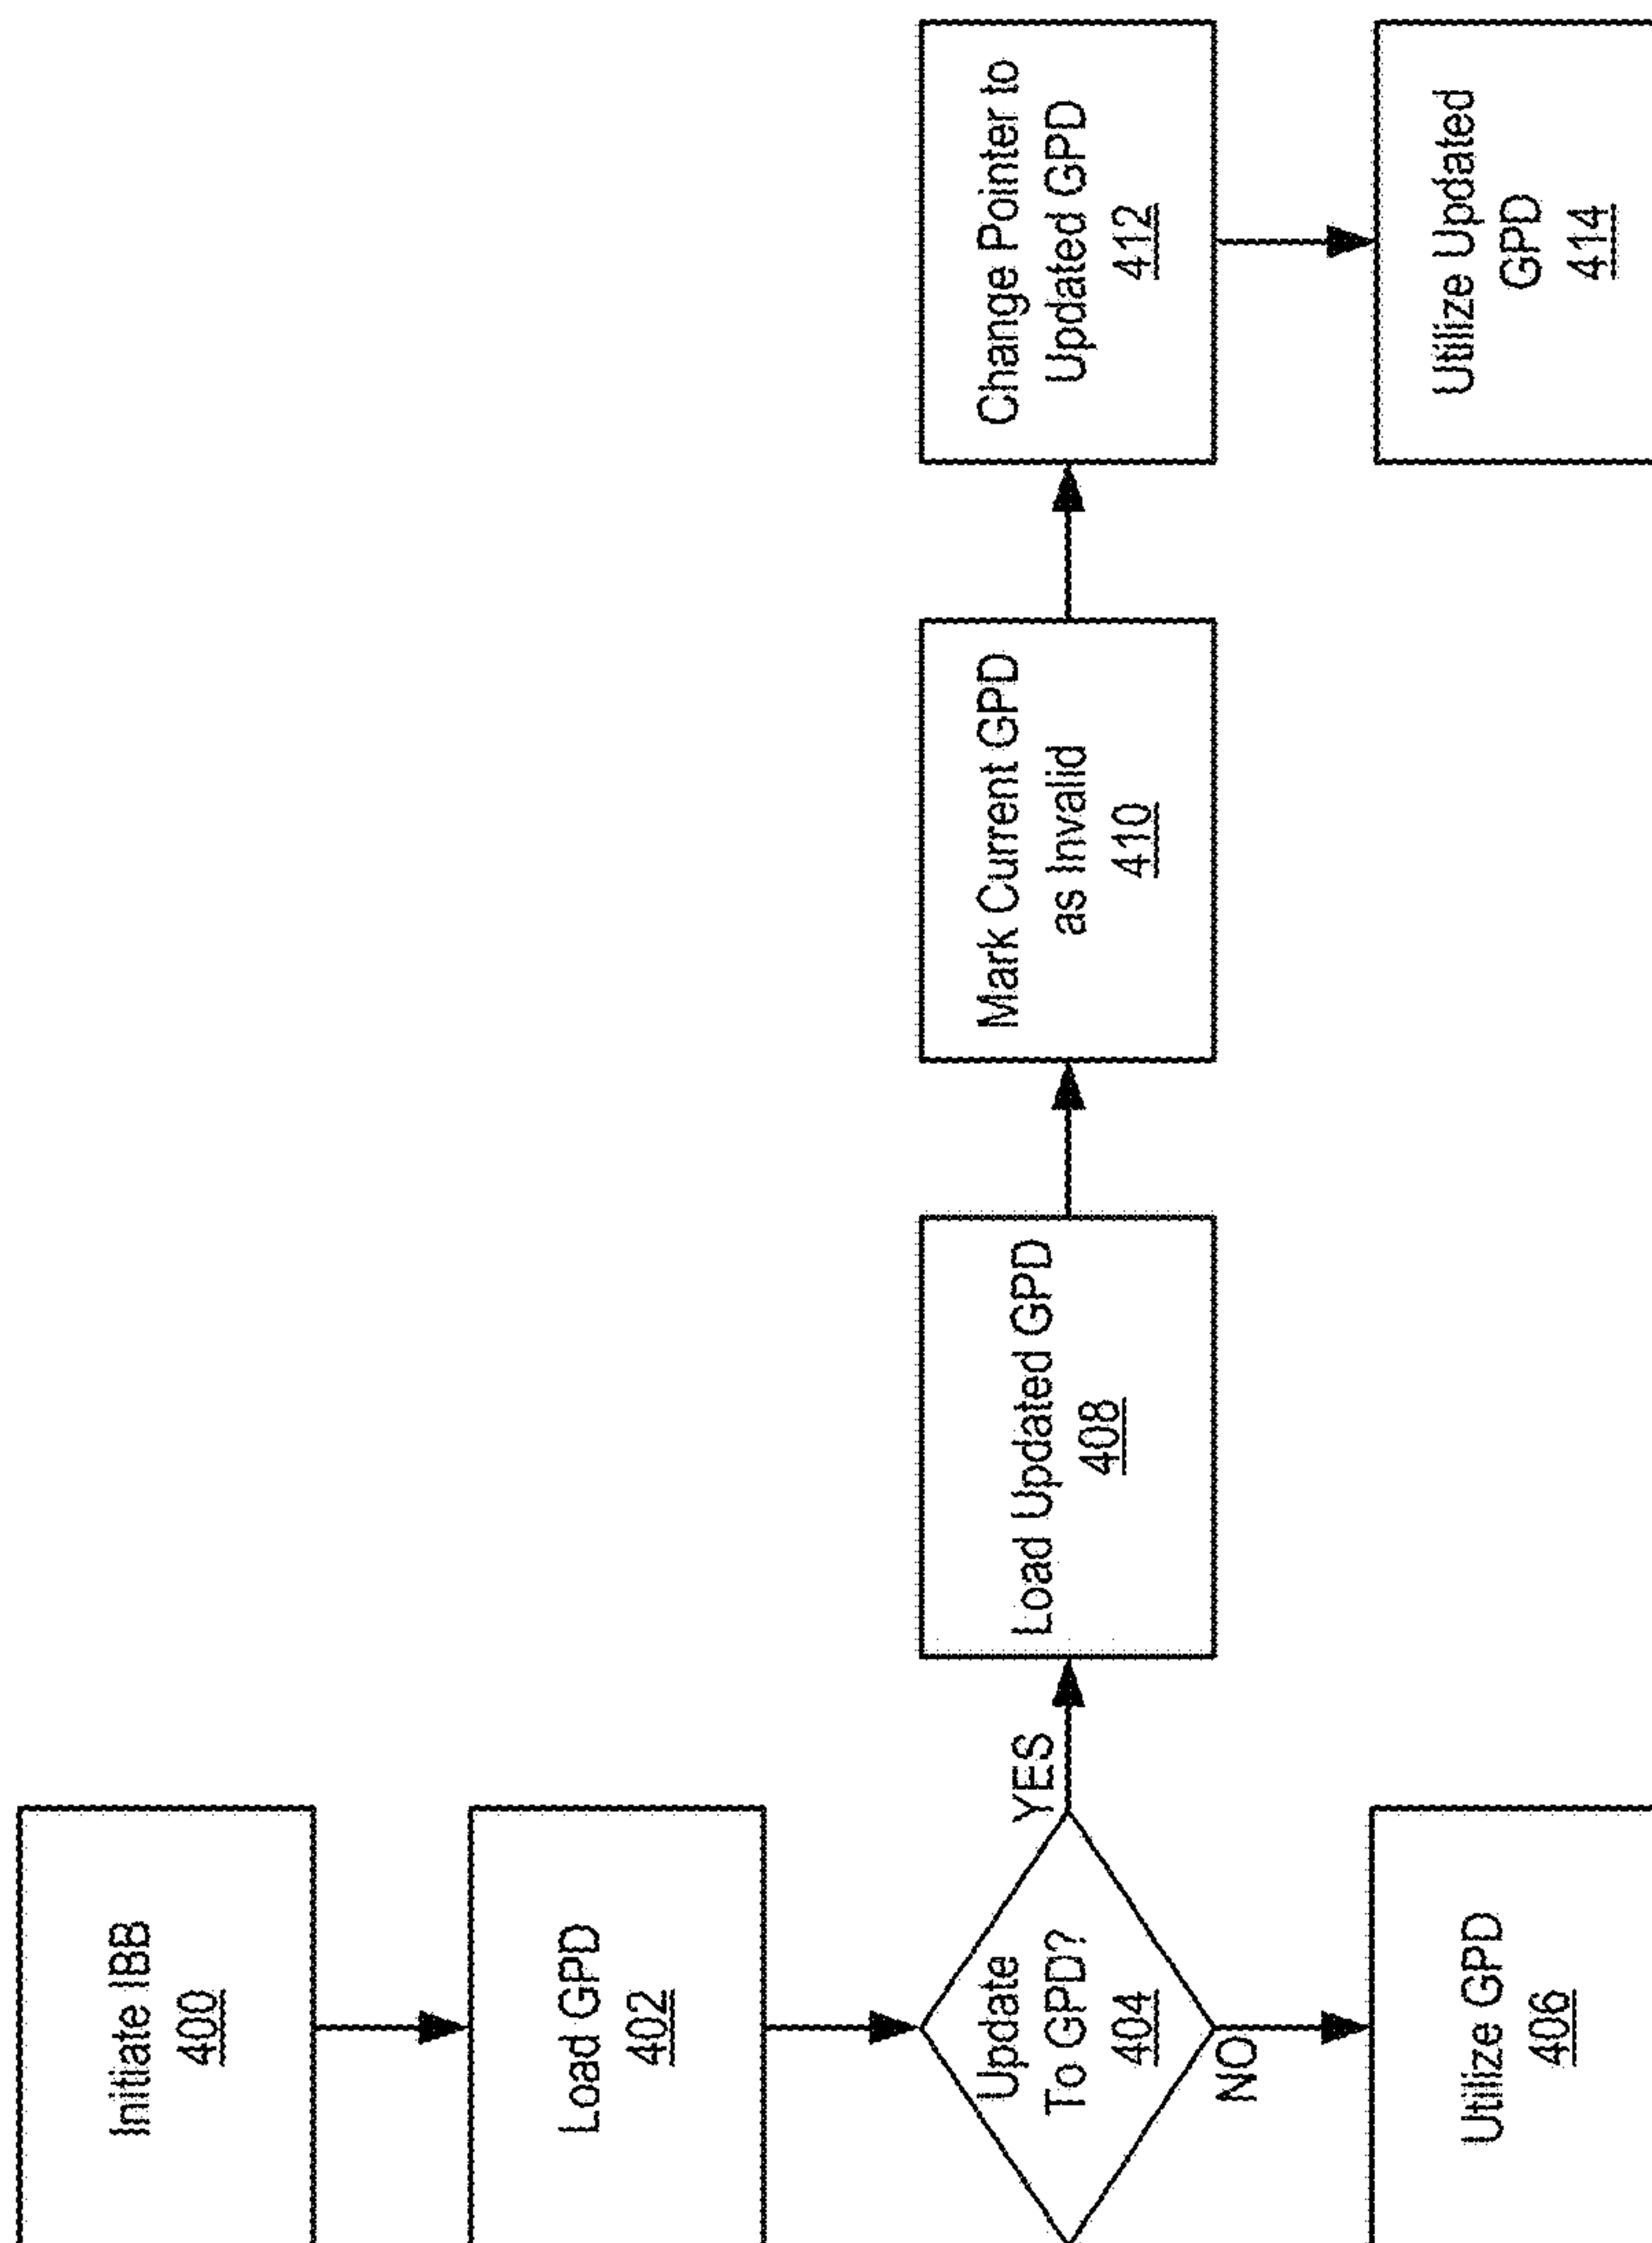 Initiate IBB
400
Load GPD
402
Update
To GPD?
404
NO
Utilize GPD
406
YES
Load Updated GPD
408
Mark Current GPD
as Invalid
410
Change Pointer to
Updated GPD
412
Utilize Updated
GPD
414